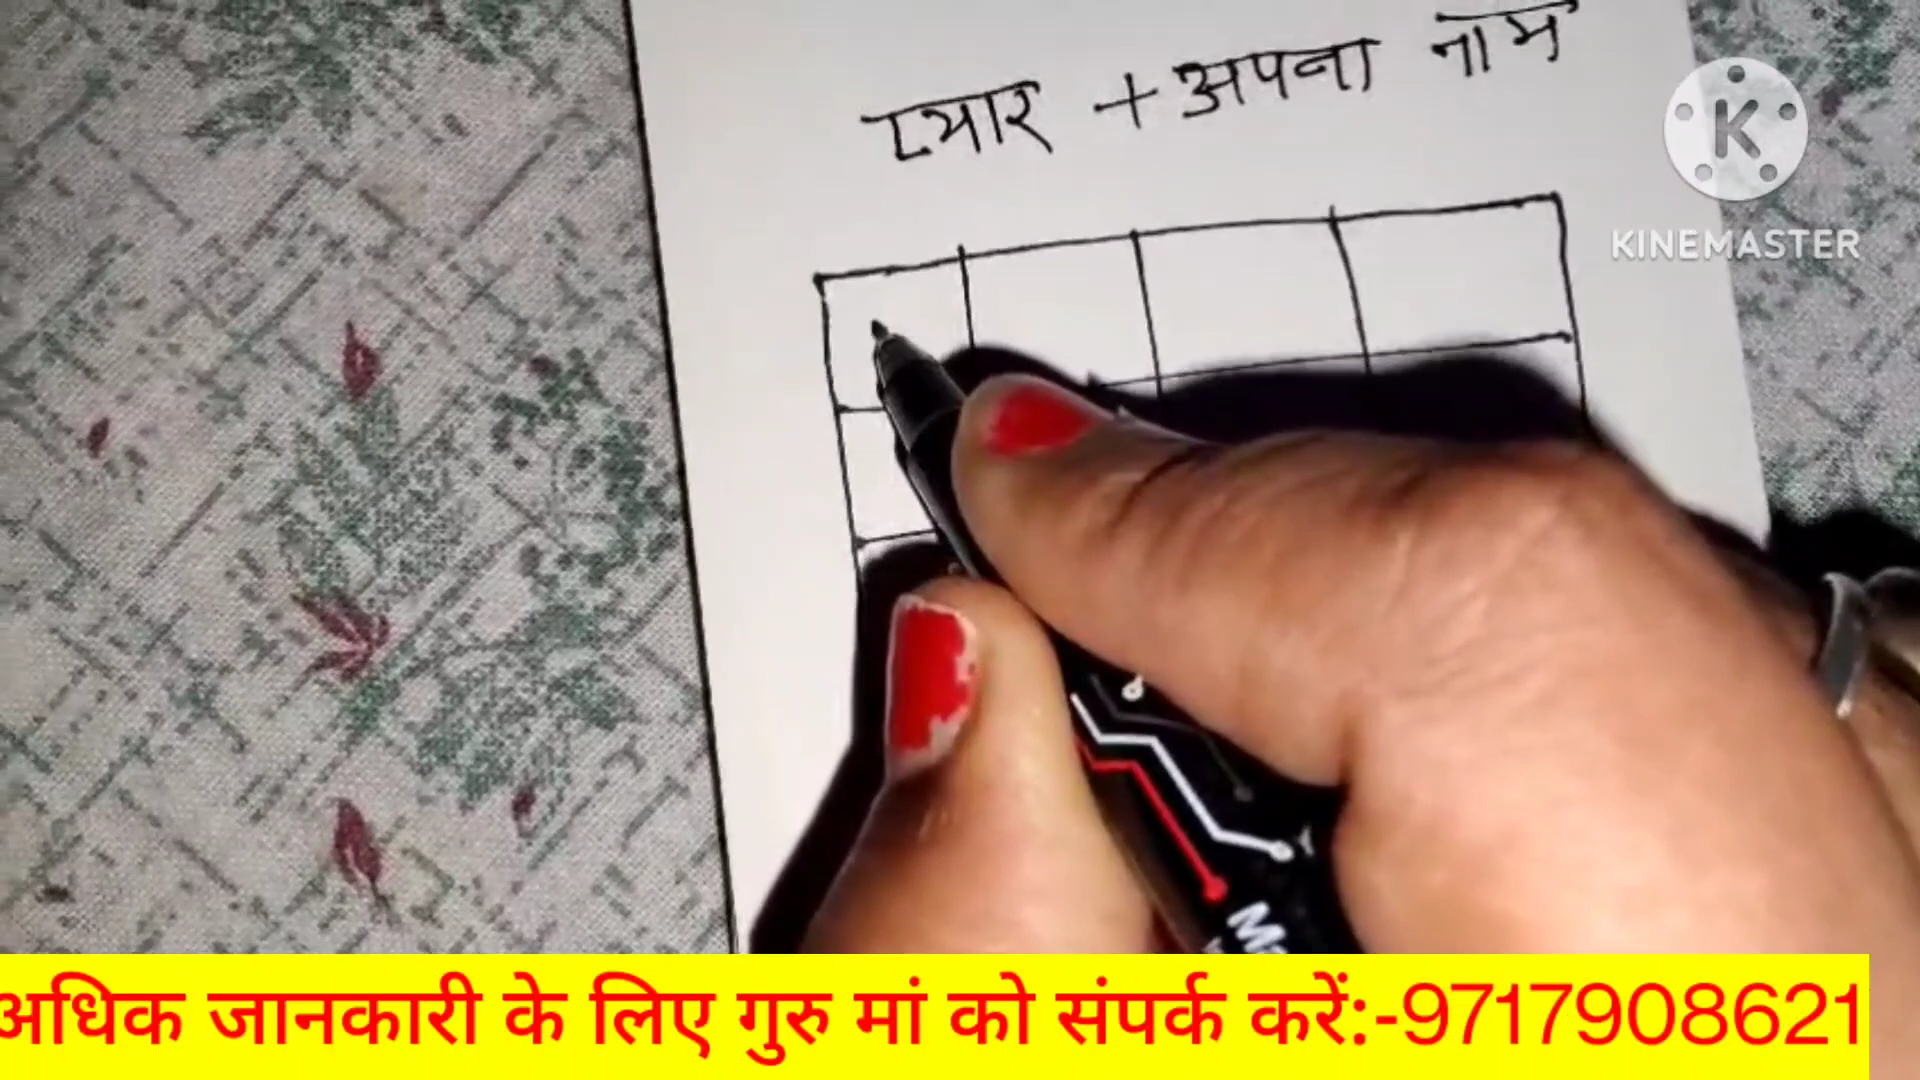 प्यार + अपना नाम
KINEMASTER
अधिक जानकारी के लिए गुरु मां को संपर्क करें:-9717908621